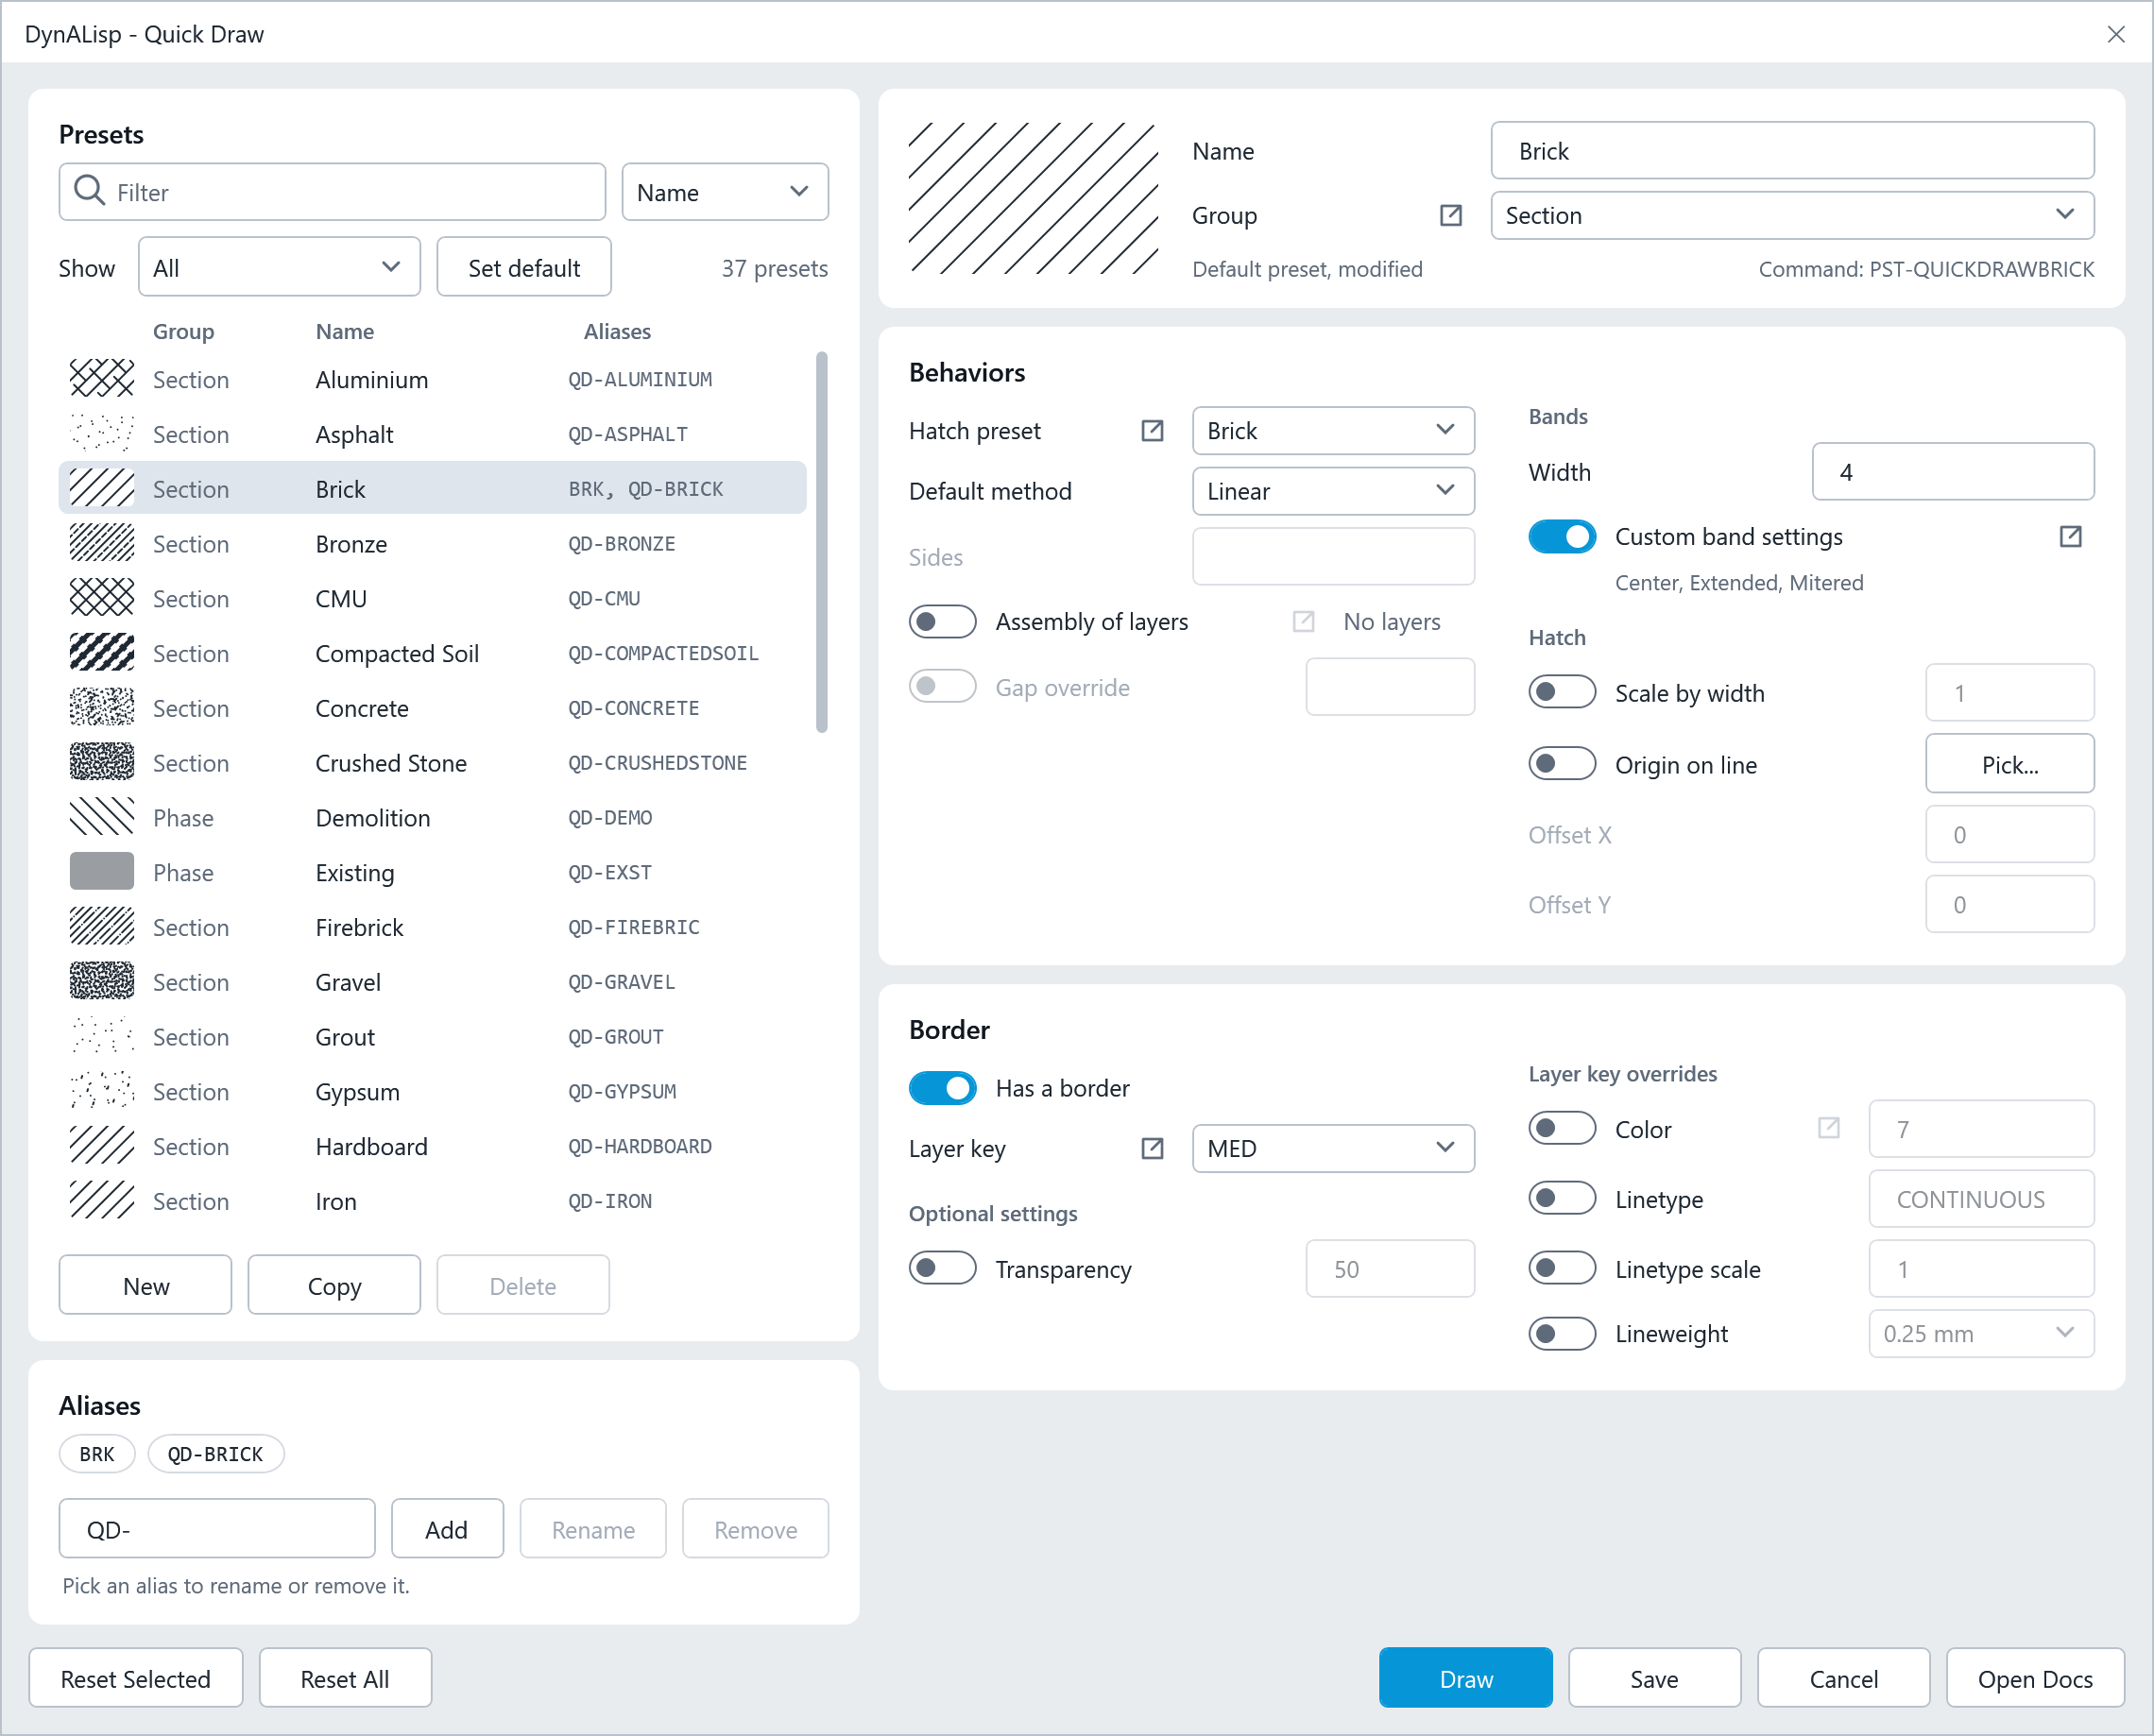 DynALisp - Quick Draw
Presets
Filter
Name
Show
All
Set default
37 presets
Group Name Aliases
Section Aluminium QD-ALUMINIUM
Section Asphalt QD-ASPHALT
Section Brick BRK, QD-BRICK
Section Bronze QD-BRONZE
Section CMU QD-CMU
Section Compacted Soil QD-COMPACTEDSOIL
Section Concrete QD-CONCRETE
Section Crushed Stone QD-CRUSHEDSTONE
Phase Demolition QD-DEMO
Phase Existing QD-EXST
Section Firebrick QD-FIREBRIC
Section Gravel QD-GRAVEL
Section Grout QD-GROUT
Section Gypsum QD-GYPSUM
Section Hardboard QD-HARDBOARD
Section Iron QD-IRON
New
Copy
Delete
Aliases
BRK
QD-BRICK
QD-
Add
Rename
Remove
Pick an alias to rename or remove it.
Name
Brick
Group
Section
Default preset, modified
Command: PST-QUICKDRAWBRICK
Behaviors
Hatch preset
Brick
Default method
Linear
Sides
Assembly of layers
No layers
Gap override
Bands
Width
4
Custom band settings
Center, Extended, Mitered
Hatch
Scale by width
1
Origin on line
Pick...
Offset X
0
Offset Y
0
Border
Has a border
Layer key
MED
Optional settings
Transparency
50
Layer key overrides
Color
7
Linetype
CONTINUOUS
Linetype scale
1
Lineweight
0.25 mm
Reset Selected
Reset All
Draw
Save
Cancel
Open Docs